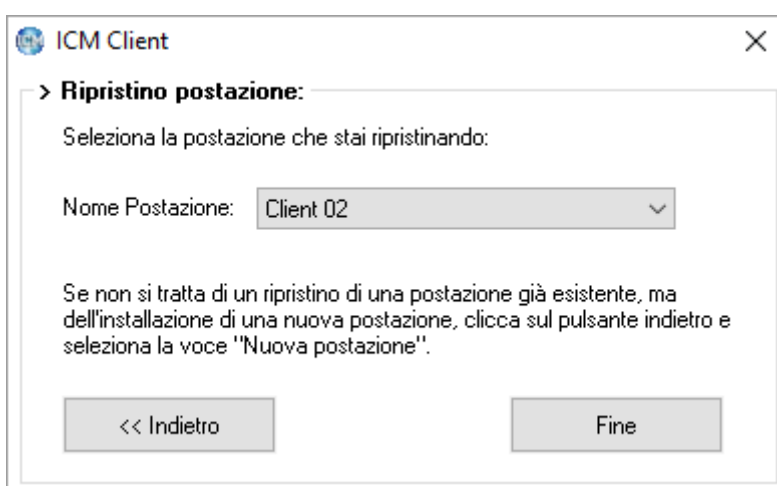 ICM Client
> Ripristino postazione:
Seleziona la postazione che stai ripristinando:
Nome Postazione: Client 02
Se non si tratta di un ripristino di una postazione già esistente, ma
dell'installazione di una nuova postazione, clicca sul pulsante indietro e
seleziona la voce "Nuova postazione".
<< Indietro Fine